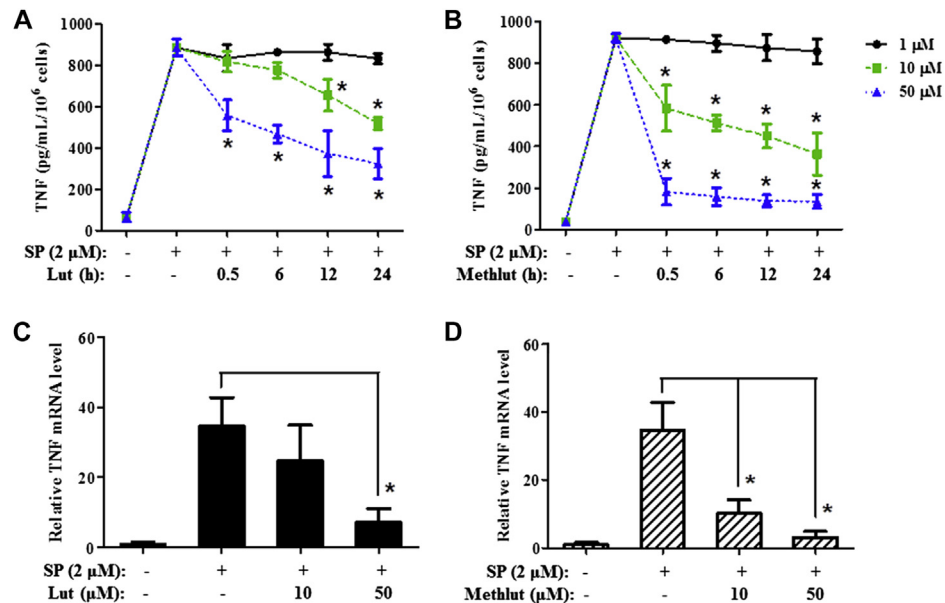 A
TNF (pg/mL/10⁶ cells)
1000
800
600
400
200
0
*
*
*
*
*
*
SP (2 µM): - + + + + +
Lut (h): - - 0.5 6 12 24
B
TNF (pg/mL/10⁶ cells)
1000
800
600
400
200
0
*
*
*
*
*
*
*
*
SP (2 µM): - + + + + +
Methlut (h): - - 0.5 6 12 24
1 µM
10 µM
50 µM
C
Relative TNF mRNA level
60
40
20
0
*
SP (2 µM): - + + +
Lut (µM): - - 10 50
D
Relative TNF mRNA level
60
40
20
0
*
*
SP (2 µM): - + + +
Methlut (µM): - - 10 50